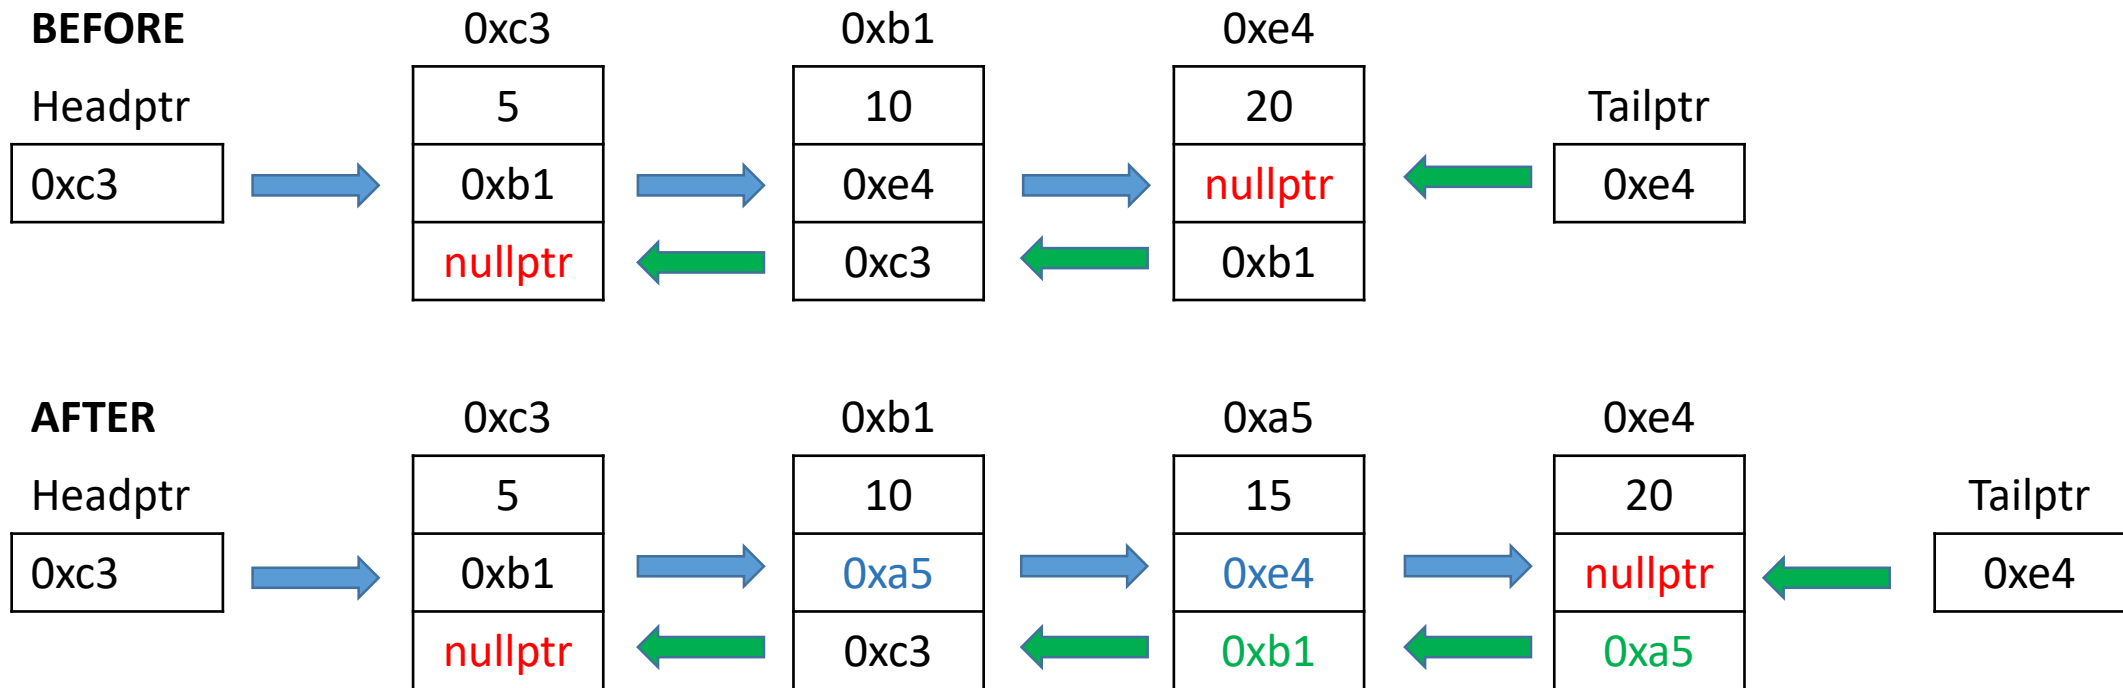 BEFORE 0xc3 0xb1 0xe4
Headptr 5 10 20 Tailptr
0xc3 0xb1 0xe4 nullptr 0xe4
nullptr 0xc3 0xb1
AFTER 0xc3 0xb1 0xa5 0xe4
Headptr 5 10 15 20 Tailptr
0xc3 0xb1 0xa5 0xe4 nullptr 0xe4
nullptr 0xc3 0xb1 0xa5